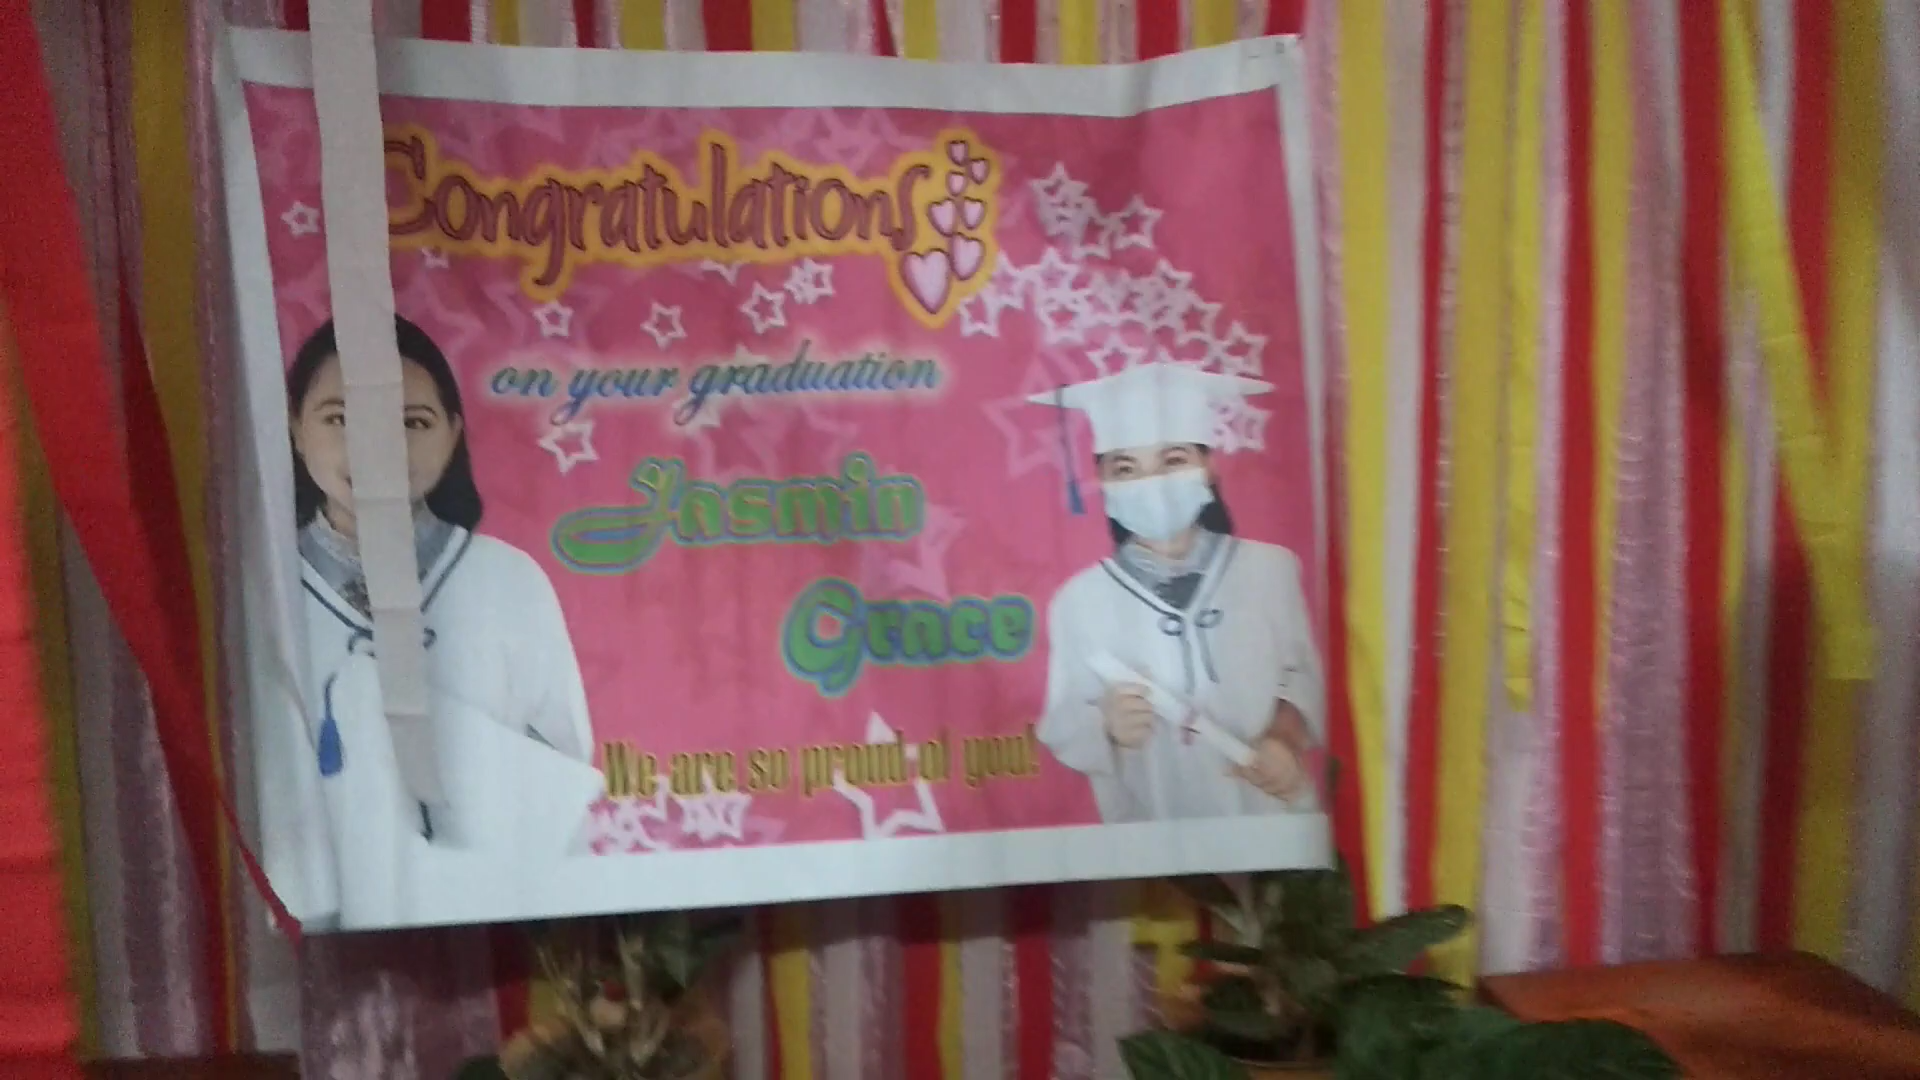 Congratulations
on your graduation
Jasmin
Grace
We are so proud of you!